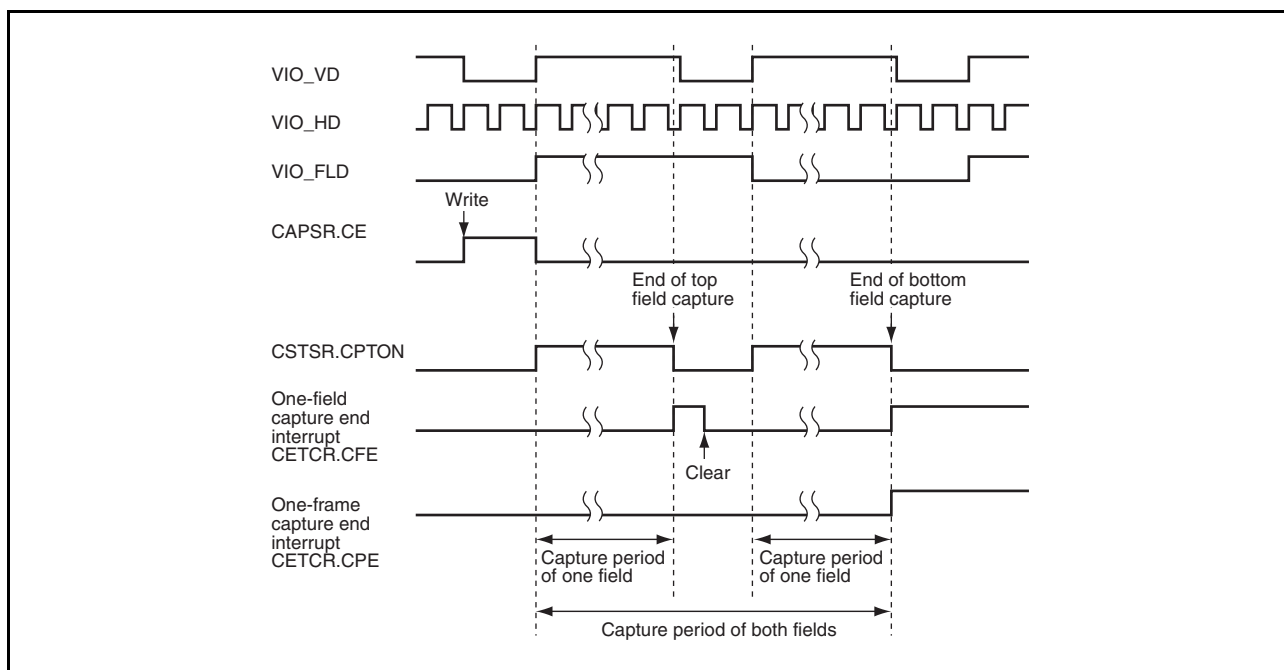 VIO_VD
VIO_HD
VIO_FLD
Write
CAPSR.CE
End of top
field capture
End of bottom
field capture
CSTSR.CPTON
One-field
capture end
interrupt
CETCR.CFE
Clear
One-frame
capture end
interrupt
CETCR.CPE
Capture period
of one field
Capture period
of one field
Capture period of both fields